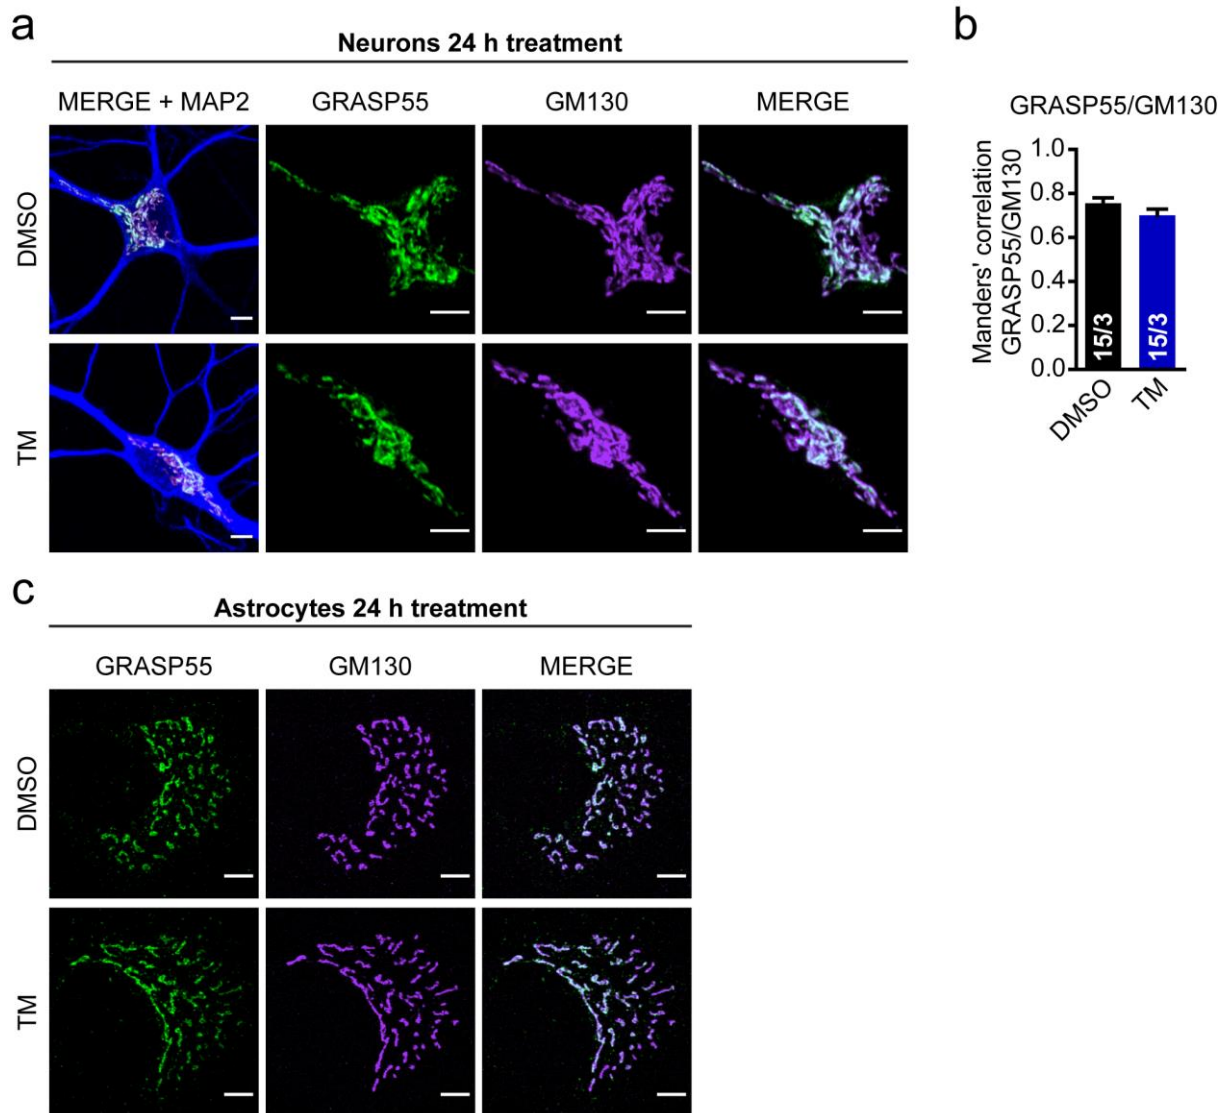 a
Neurons 24 h treatment
MERGE + MAP2
GRASP55
GM130
MERGE
DMSO
TM
b
GRASP55/GM130
Manders' correlation
GRASP55/GM130
1.0
0.8
0.6
0.4
0.2
0.0
15/3
15/3
DMSO
TM
c
Astrocytes 24 h treatment
GRASP55
GM130
MERGE
DMSO
TM